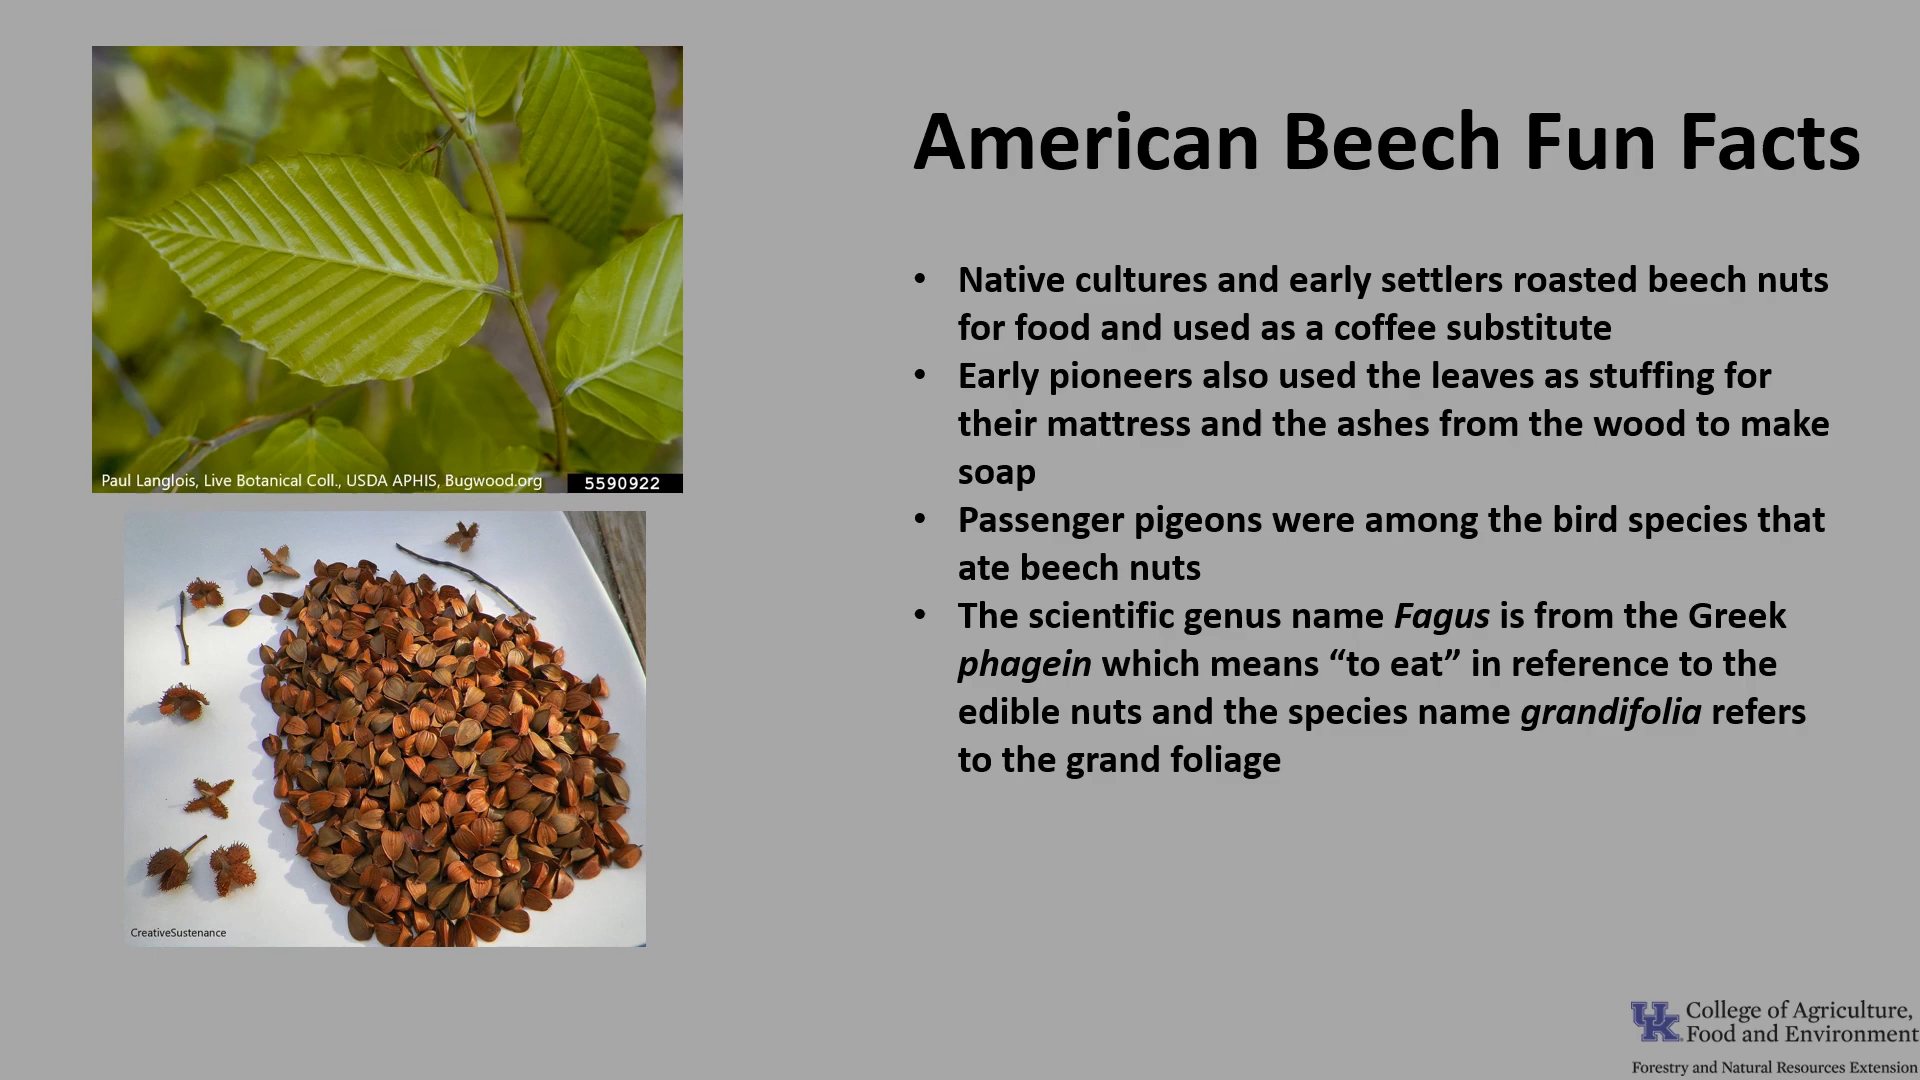 American Beech Fun Facts
• Native cultures and early settlers roasted beech nuts
for food and used as a coffee substitute
• Early pioneers also used the leaves as stuffing for
their mattress and the ashes from the wood to make
soap
• Passenger pigeons were among the bird species that
ate beech nuts
• The scientific genus name Fagus is from the Greek
phagein which means “to eat” in reference to the
edible nuts and the species name grandifolia refers
to the grand foliage
Paul Langlois, Live Botanical Coll., USDA APHIS, Bugwood.org
5590922
CreativeSustenance
UK College of Agriculture,
Food and Environment
Forestry and Natural Resources Extension